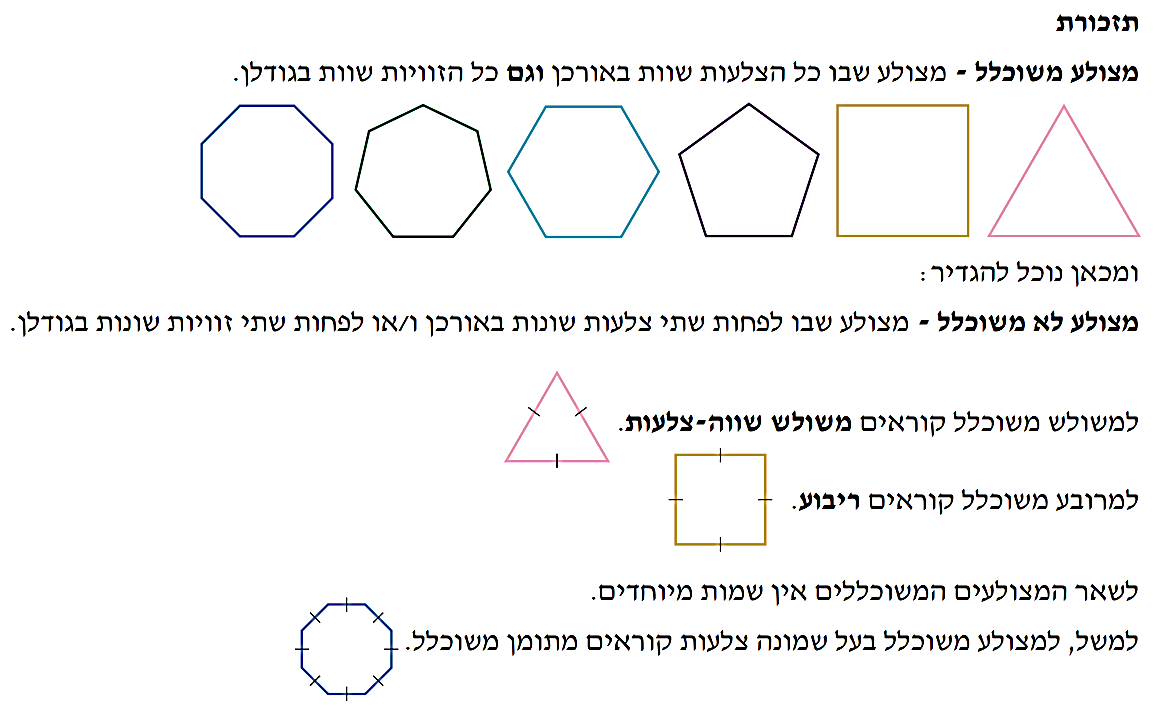 תזכורת
מצולע משוכלל - מצולע שבו כל הצלעות שוות באורכן וגם כל הזוויות שוות בגודלן.
ומכאן נוכל להגדיר:
מצולע לא משוכלל - מצולע שבו לפחות שתי צלעות שונות באורכן ו/או לפחות שתי זוויות שונות בגודלן.
למשולש משוכלל קוראים משולש שווה-צלעות.
למרובע משוכלל קוראים ריבוע.
לשאר המצולעים המשוכללים אין שמות מיוחדים.
למשל, למצולע משוכלל בעל שמונה צלעות קוראים מתומן משוכלל.